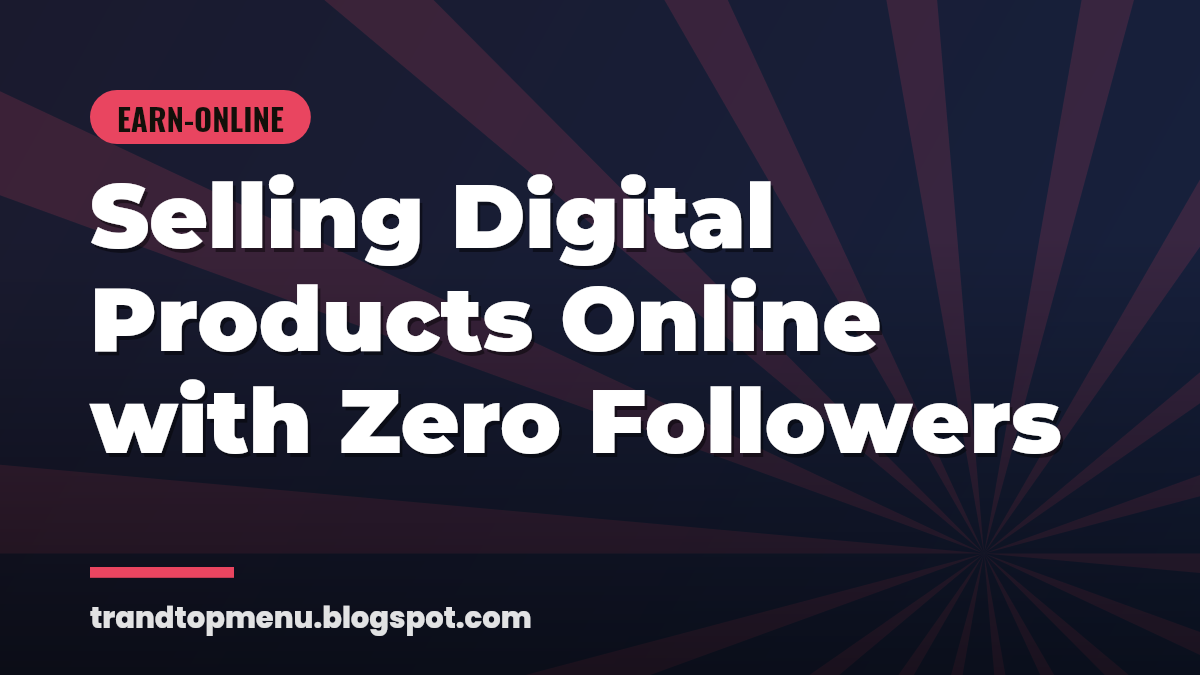 EARN-ONLINE
Selling Digital
Products Online
with Zero Followers
trandtopmenu.blogspot.com